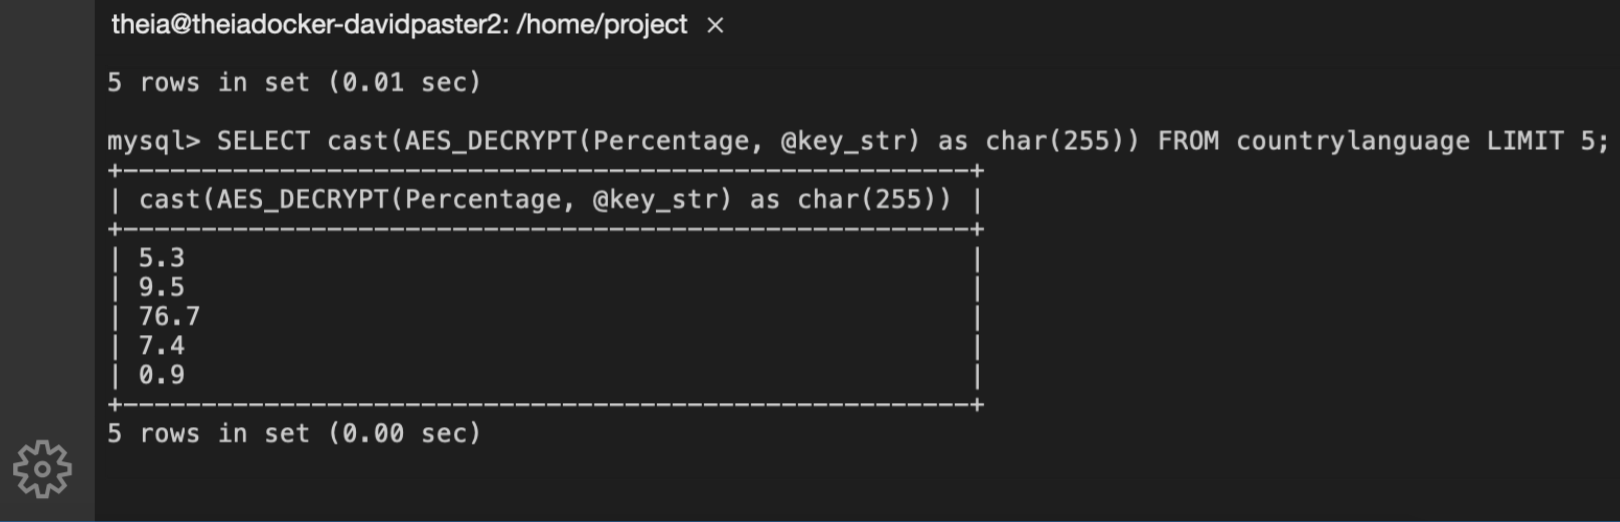 theia@theiadocker-davidpaster2: /home/project ×
5 rows in set (0.01 sec)
mysql> SELECT cast(AES_DECRYPT(Percentage, @key_str) as char(255)) FROM countrylanguage LIMIT 5;
+------------------------------------------------------+
| cast(AES_DECRYPT(Percentage, @key_str) as char(255)) |
+------------------------------------------------------+
| 5.3                                                  |
| 9.5                                                  |
| 76.7                                                 |
| 7.4                                                  |
| 0.9                                                  |
+------------------------------------------------------+
5 rows in set (0.00 sec)